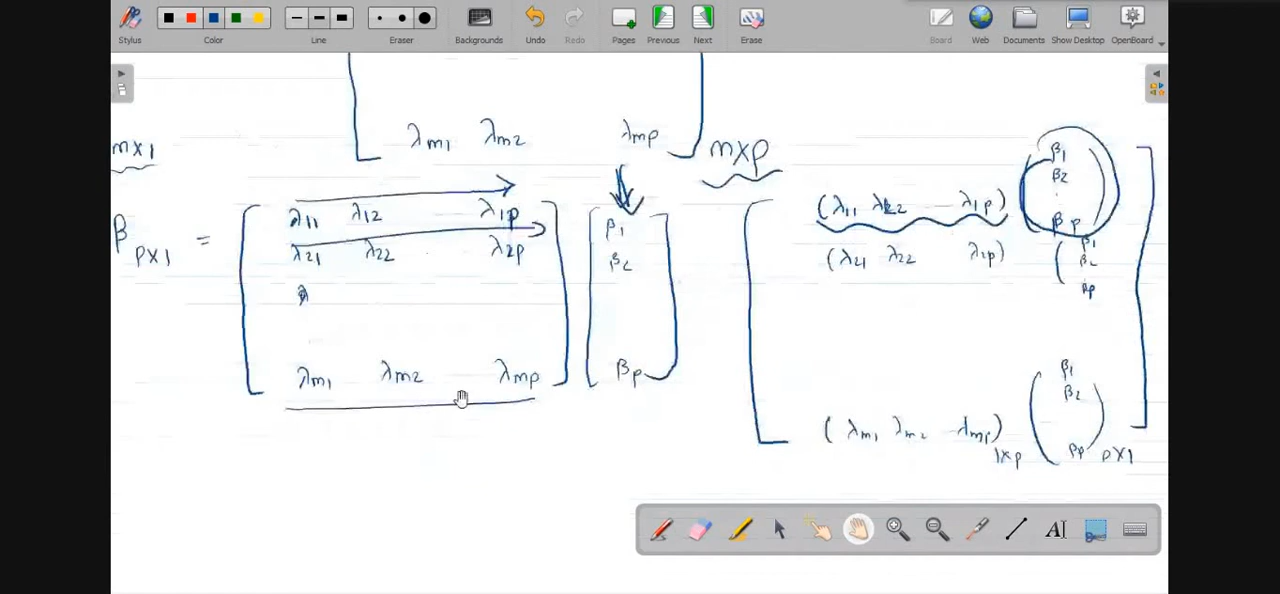 Stylus Color Line Eraser Backgrounds Undo Redo Pages Previous Next Erase Board Web Documents Show Desktop OpenBoard
λm1 λm2 λmp
mx1 mxp
β px1 = λ11 λ12 λ1p β1 (λ11 λ22 λ1p) β1 β2 βp
λ21 λ22 λ2p β2 (λ21 λ22 λ2p) β1 β2 βp
λ
λm1 λm2 λmp βp
(λm1 λm2 λmp) 1xp β1 β2 βp px1
AI